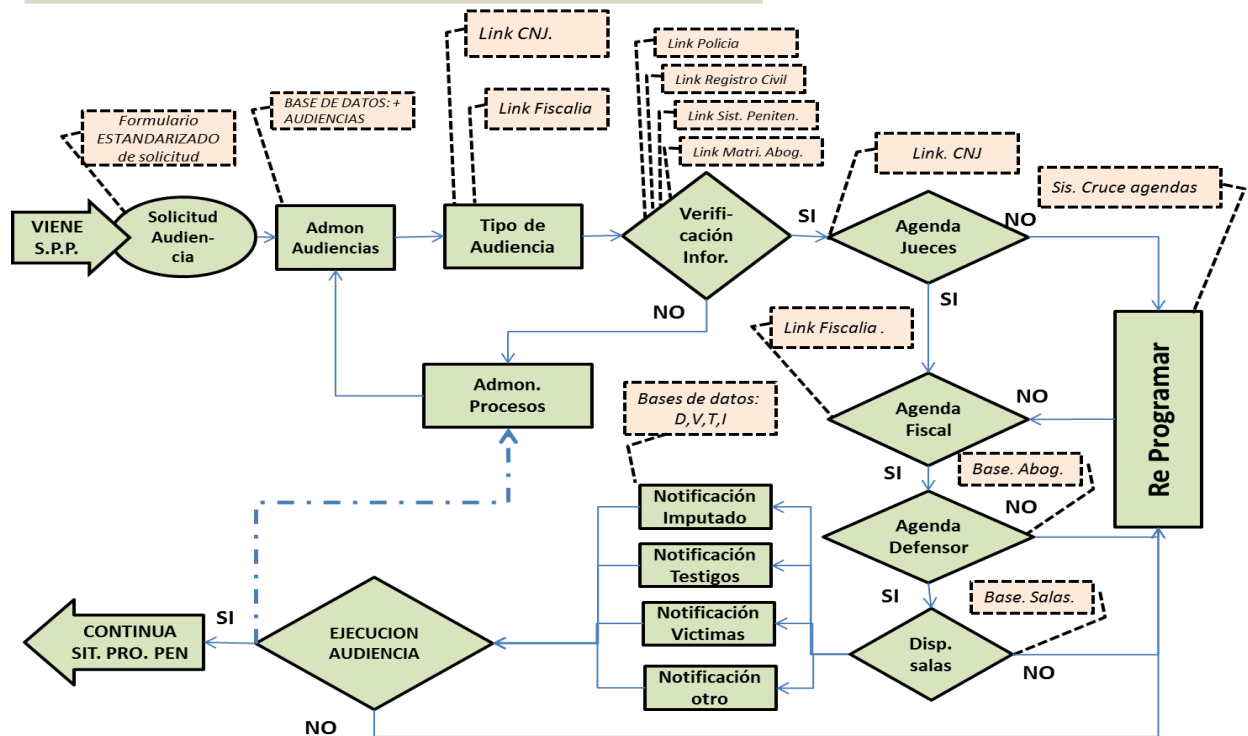 Link CNJ.
Link Policia
Link Registro Civil
BASE DE DATOS: +
AUDIENCIAS
Link Fiscalia
Formulario
ESTANDARIZADO
de solicitud
Link Sist. Peniten.
Link Matri. Abog.
Link. CNJ
Sis. Cruce agendas
VIENE
S.P.P.
Solicitud
Audien-
cia
Admon
Audiencias
Tipo de
Audiencia
Verifi-
cación
Infor.
SI
Agenda
Jueces
NO
NO
SI
Link Fiscalia .
Admon.
Procesos
Bases de datos:
D,V,T,I
Agenda
Fiscal
NO
Re Programar
SI
Base. Abog.
Notificación
Imputado
Agenda
Defensor
NO
Notificación
Testigos
SI
Base. Salas.
Notificación
Victimas
Disp.
salas
NO
Notificación
otro
EJECUCION
AUDIENCIA
SI
CONTINUA
SIT. PRO. PEN
NO